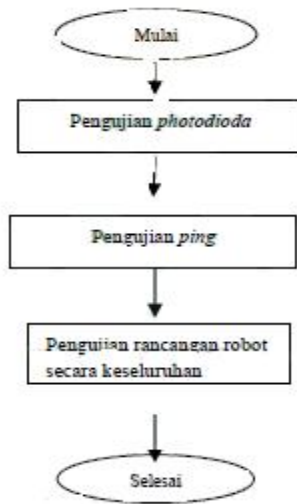 Mulai
Pengujian photodioda
Pengujian ping
Pengujian rancangan robot
secara keseluruhan
Selesai